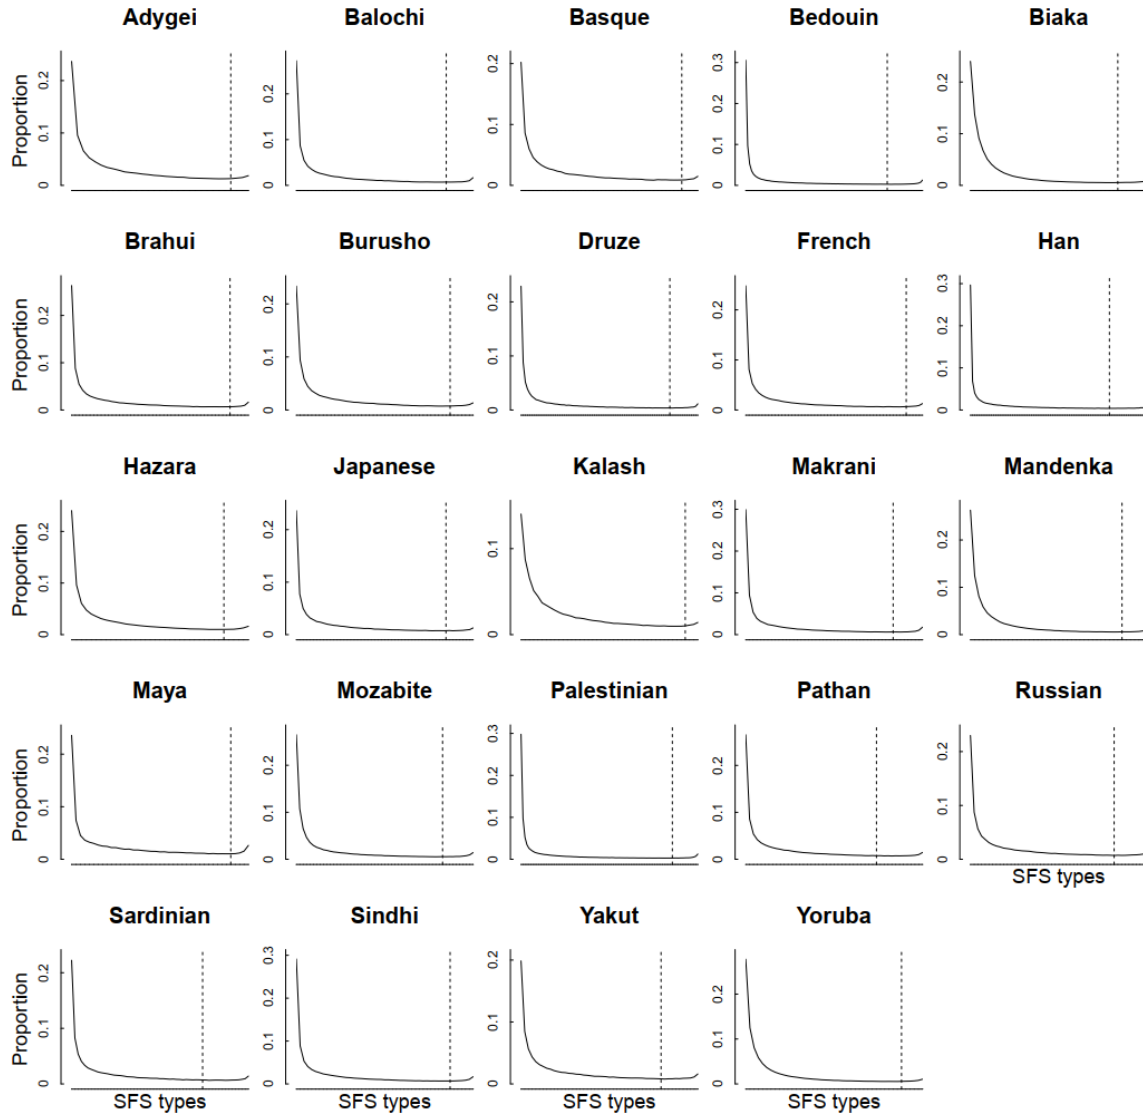 Adygei Balochi Basque Bedouin Biaka
Proportion
0 0.1 0.2
0 0.1 0.2
0 0.1 0.2
0 0.1 0.2 0.3
0 0.1 0.2
Brahui Burusho Druze French Han
Proportion
0 0.1 0.2
0 0.1 0.2
0 0.1 0.2
0 0.1 0.2
0 0.1 0.2 0.3
Hazara Japanese Kalash Makrani Mandenka
Proportion
0 0.1 0.2
0 0.1 0.2
0 0.1
0 0.1 0.2 0.3
0 0.1 0.2
Maya Mozabite Palestinian Pathan Russian
Proportion
0 0.1 0.2
0 0.1 0.2
0 0.1 0.2 0.3
0 0.1 0.2
0 0.1 0.2
SFS types
Sardinian Sindhi Yakut Yoruba
Proportion
0 0.1 0.2
0 0.1 0.2 0.3
0 0.1 0.2
0 0.1 0.2
SFS types SFS types SFS types SFS types